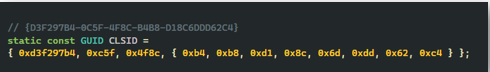 // {D3F297B4-0C5F-4F8C-B4B8-D18C6DDD62C4}
static const GUID CLSID =
{ 0xd3f297b4, 0xc5f, 0x4f8c, { 0xb4, 0xb8, 0xd1, 0x8c, 0x6d, 0xdd, 0x62, 0xc4 } };